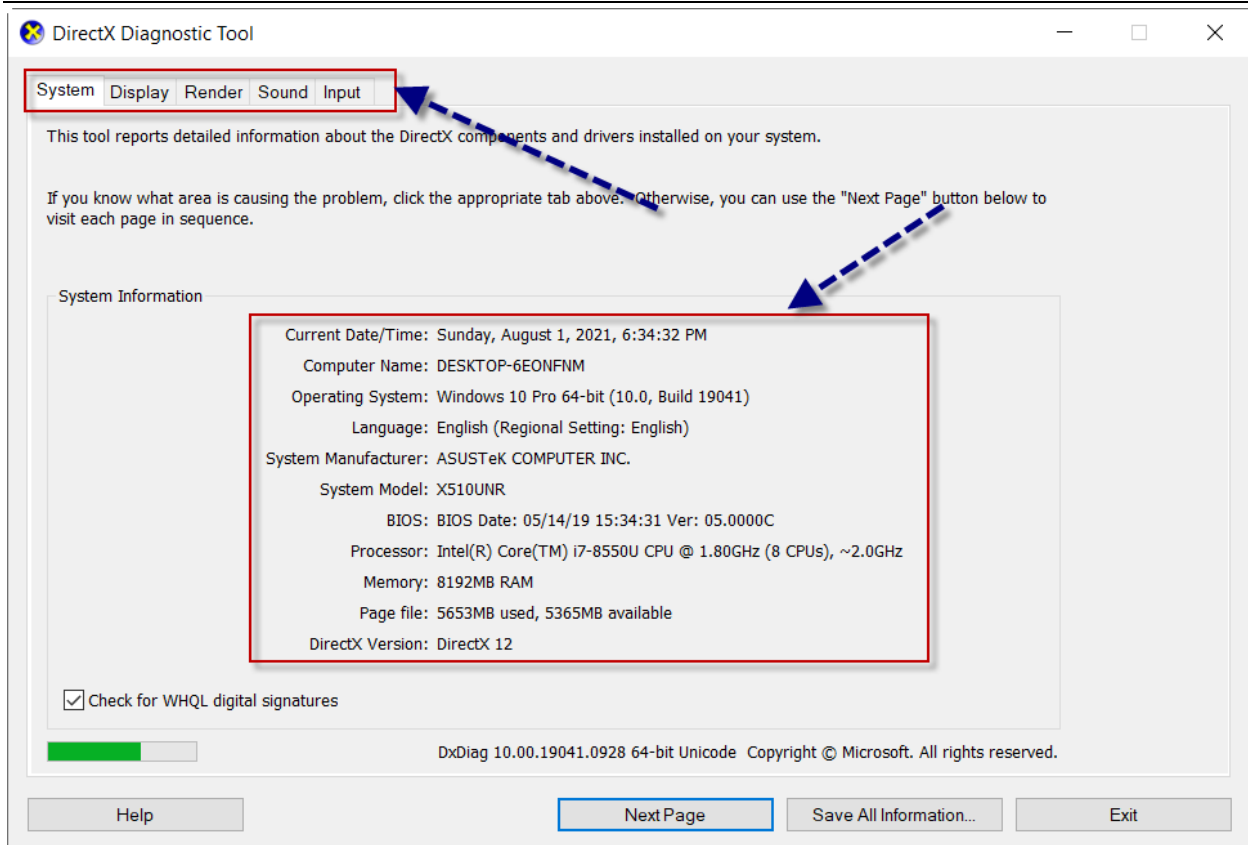 DirectX Diagnostic Tool
System Display Render Sound Input
This tool reports detailed information about the DirectX components and drivers installed on your system.
If you know what area is causing the problem, click the appropriate tab above. Otherwise, you can use the "Next Page" button below to
visit each page in sequence.
System Information
Current Date/Time: Sunday, August 1, 2021, 6:34:32 PM
Computer Name: DESKTOP-6EONFNM
Operating System: Windows 10 Pro 64-bit (10.0, Build 19041)
Language: English (Regional Setting: English)
System Manufacturer: ASUSTeK COMPUTER INC.
System Model: X510UNR
BIOS: BIOS Date: 05/14/19 15:34:31 Ver: 05.0000C
Processor: Intel(R) Core(TM) i7-8550U CPU @ 1.80GHz (8 CPUs), ~2.0GHz
Memory: 8192MB RAM
Page file: 5653MB used, 5365MB available
DirectX Version: DirectX 12
Check for WHQL digital signatures
DxDiag 10.00.19041.0928 64-bit Unicode Copyright © Microsoft. All rights reserved.
Help Next Page Save All Information... Exit